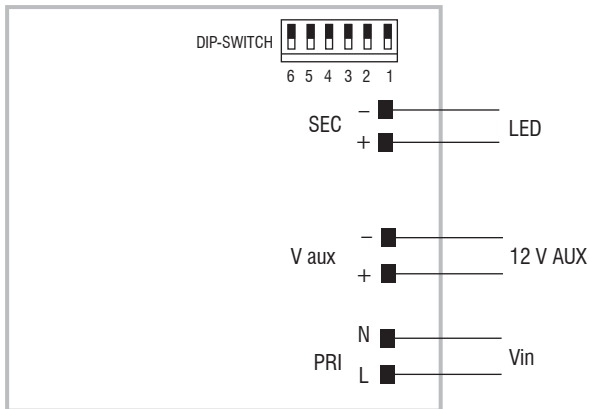 DIP-SWITCH
6 5 4 3 2 1
SEC
−
+
LED
V aux
−
+
12 V AUX
PRI
N
L
Vin